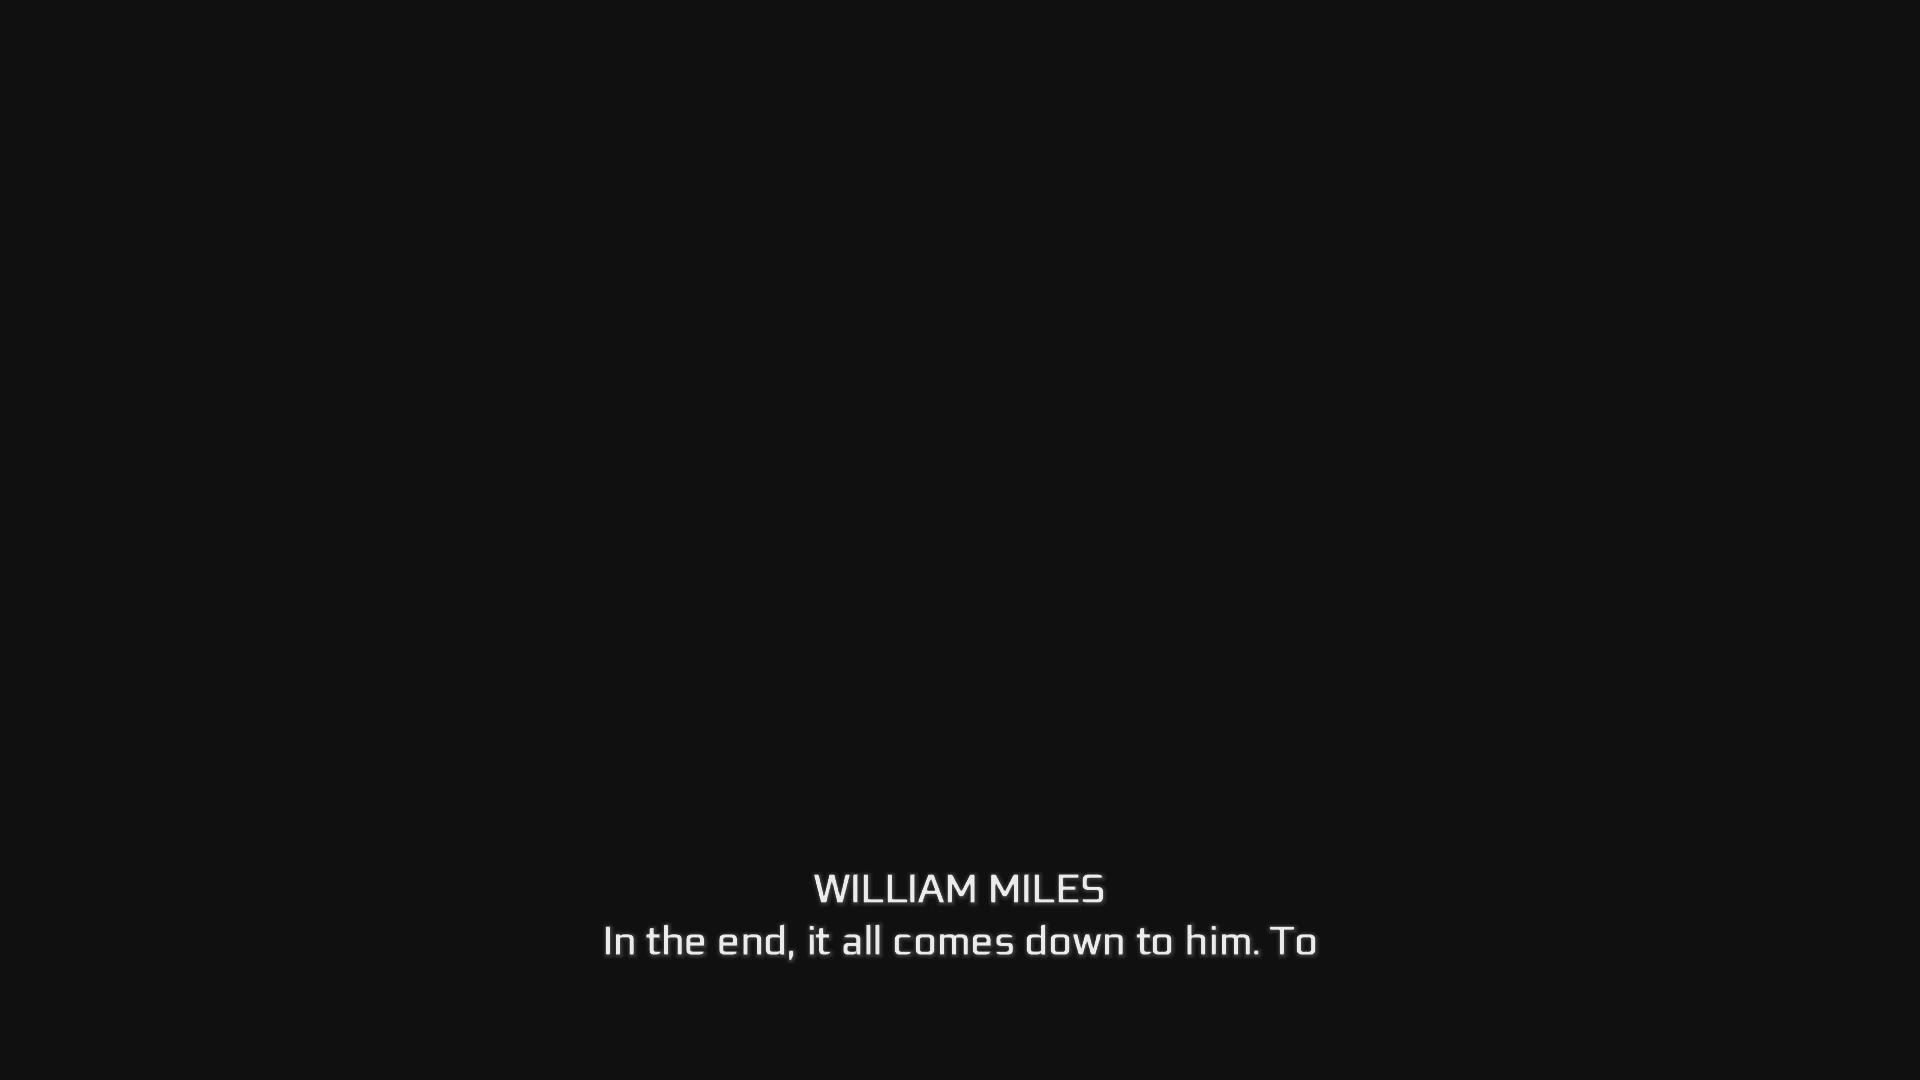 WILLIAM MILES
In the end, it all comes down to him. To